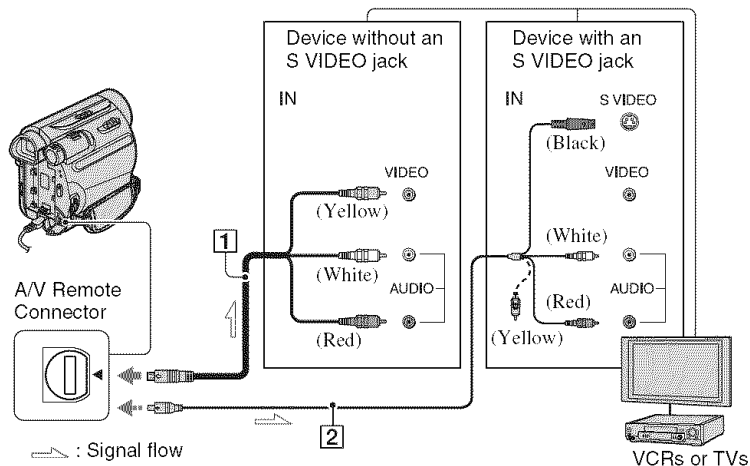 Device without an
S VIDEO jack
IN
VIDEO
(Yellow)
(White)
AUDIO
(Red)
Device with an
S VIDEO jack
IN
S VIDEO
(Black)
VIDEO
(White)
AUDIO
(Red)
(Yellow)
1
A/V Remote
Connector
2
: Signal flow
VCRs or TVs